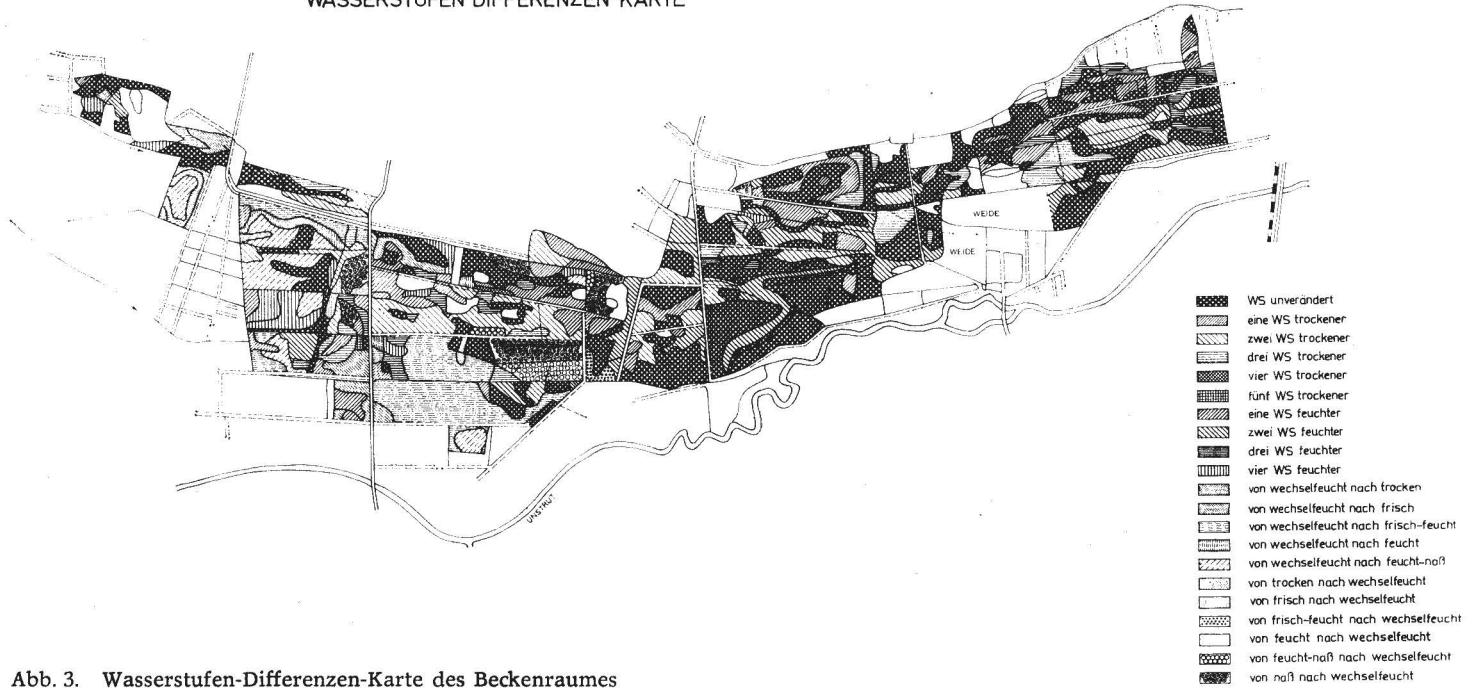 WASSERSTUFEN-DIFFERENZEN-KARTE
WEIDE
WEIDE
UNSTRUT
WS unverändert
eine WS trockener
zwei WS trockener
drei WS trockener
vier WS trockener
fünf WS trockener
eine WS feuchter
zwei WS feuchter
drei WS feuchter
vier WS feuchter
von wechselfeucht nach trocken
von wechselfeucht nach frisch
von wechselfeucht nach frisch-feucht
von wechselfeucht nach feucht
von wechselfeucht nach feucht-naß
von trocken nach wechselfeucht
von frisch nach wechselfeucht
von frisch-feucht nach wechselfeucht
von feucht nach wechselfeucht
von feucht-naß nach wechselfeucht
von naß nach wechselfeucht
Abb. 3. Wasserstufen-Differenzen-Karte des Beckenraumes